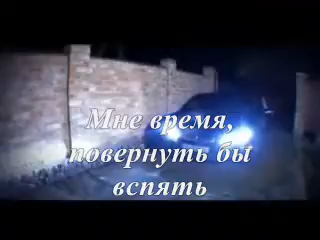 Мне время,
повернуть бы
вспять